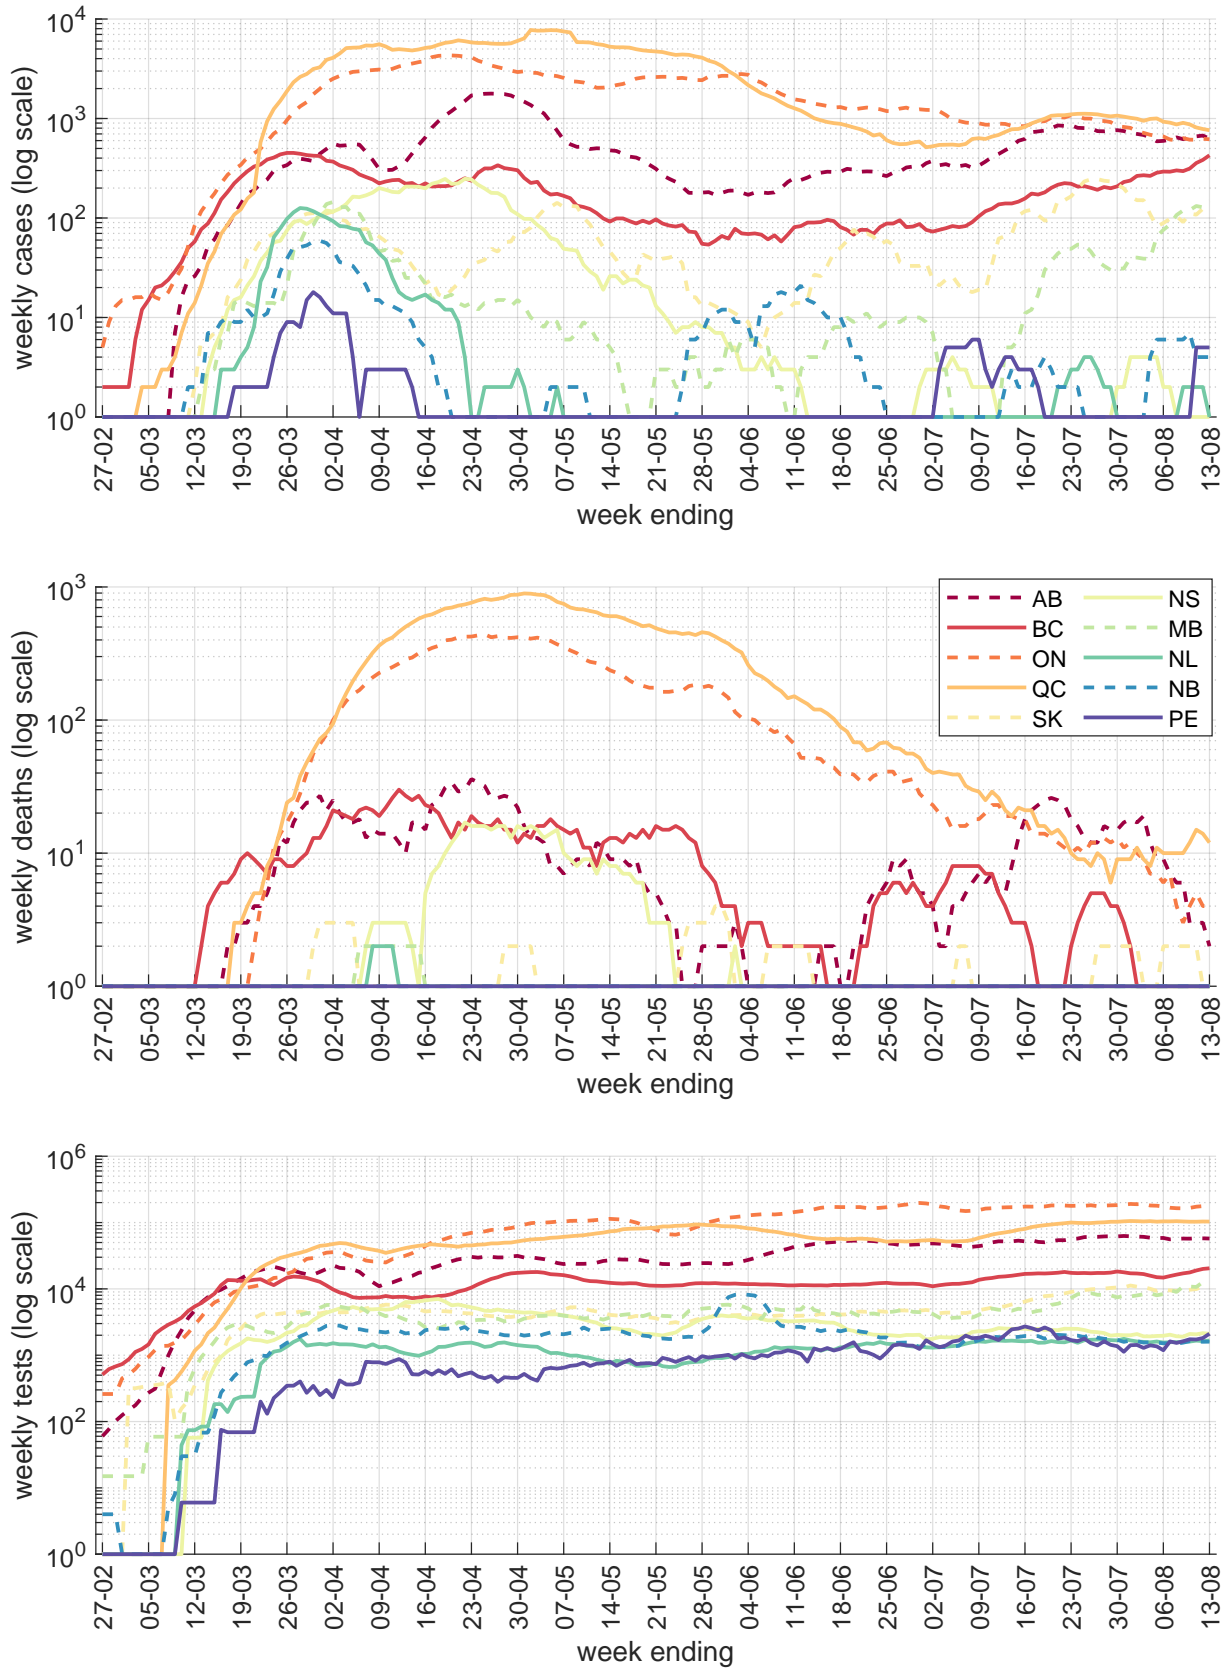 weekly cases (log scale)
10^4
10^3
10^2
10^1
10^0
27-02 05-03 12-03 19-03 26-03 02-04 09-04 16-04 23-04 30-04 07-05 14-05 21-05 28-05 04-06 11-06 18-06 25-06 02-07 09-07 16-07 23-07 30-07 06-08 13-08
week ending
weekly deaths (log scale)
10^3
10^2
10^1
10^0
AB NS
BC MB
ON NL
QC NB
SK PE
27-02 05-03 12-03 19-03 26-03 02-04 09-04 16-04 23-04 30-04 07-05 14-05 21-05 28-05 04-06 11-06 18-06 25-06 02-07 09-07 16-07 23-07 30-07 06-08 13-08
week ending
weekly tests (log scale)
10^6
10^4
10^2
10^0
27-02 05-03 12-03 19-03 26-03 02-04 09-04 16-04 23-04 30-04 07-05 14-05 21-05 28-05 04-06 11-06 18-06 25-06 02-07 09-07 16-07 23-07 30-07 06-08 13-08
week ending